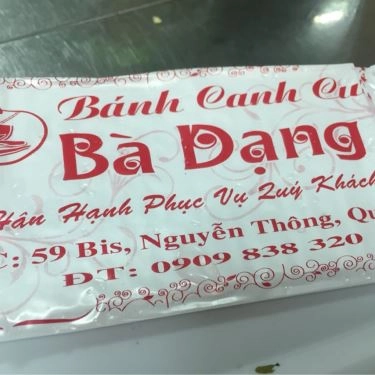 Bánh Canh Cu
Bà Dạng
Hân Hạnh Phục Vụ Quý Khách
C: 59 Bis, Nguyễn Thông, Qu
ĐT: 0909 838 320